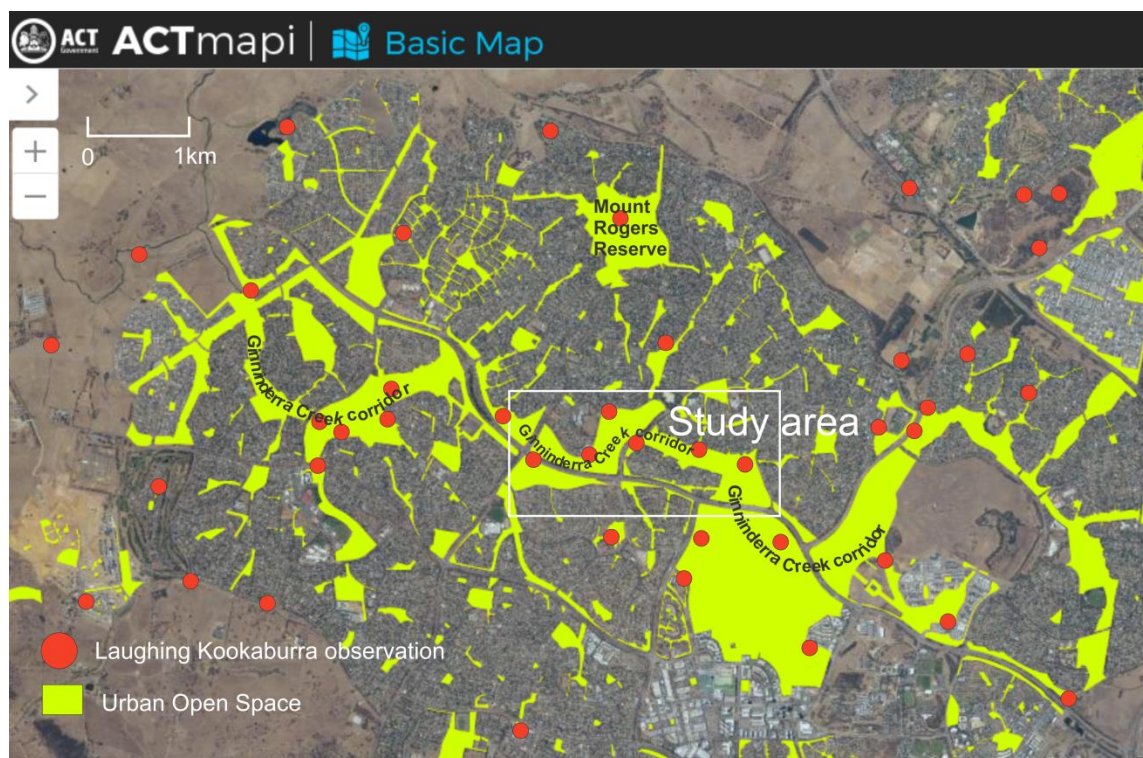 ACT
Government
ACTmapi
Basic Map
>
+
−
0 1km
Mount
Rogers
Reserve
Ginninderra Creek corridor
Ginninderra Creek corridor
Study area
Ginninderra Creek corridor
Laughing Kookaburra observation
Urban Open Space